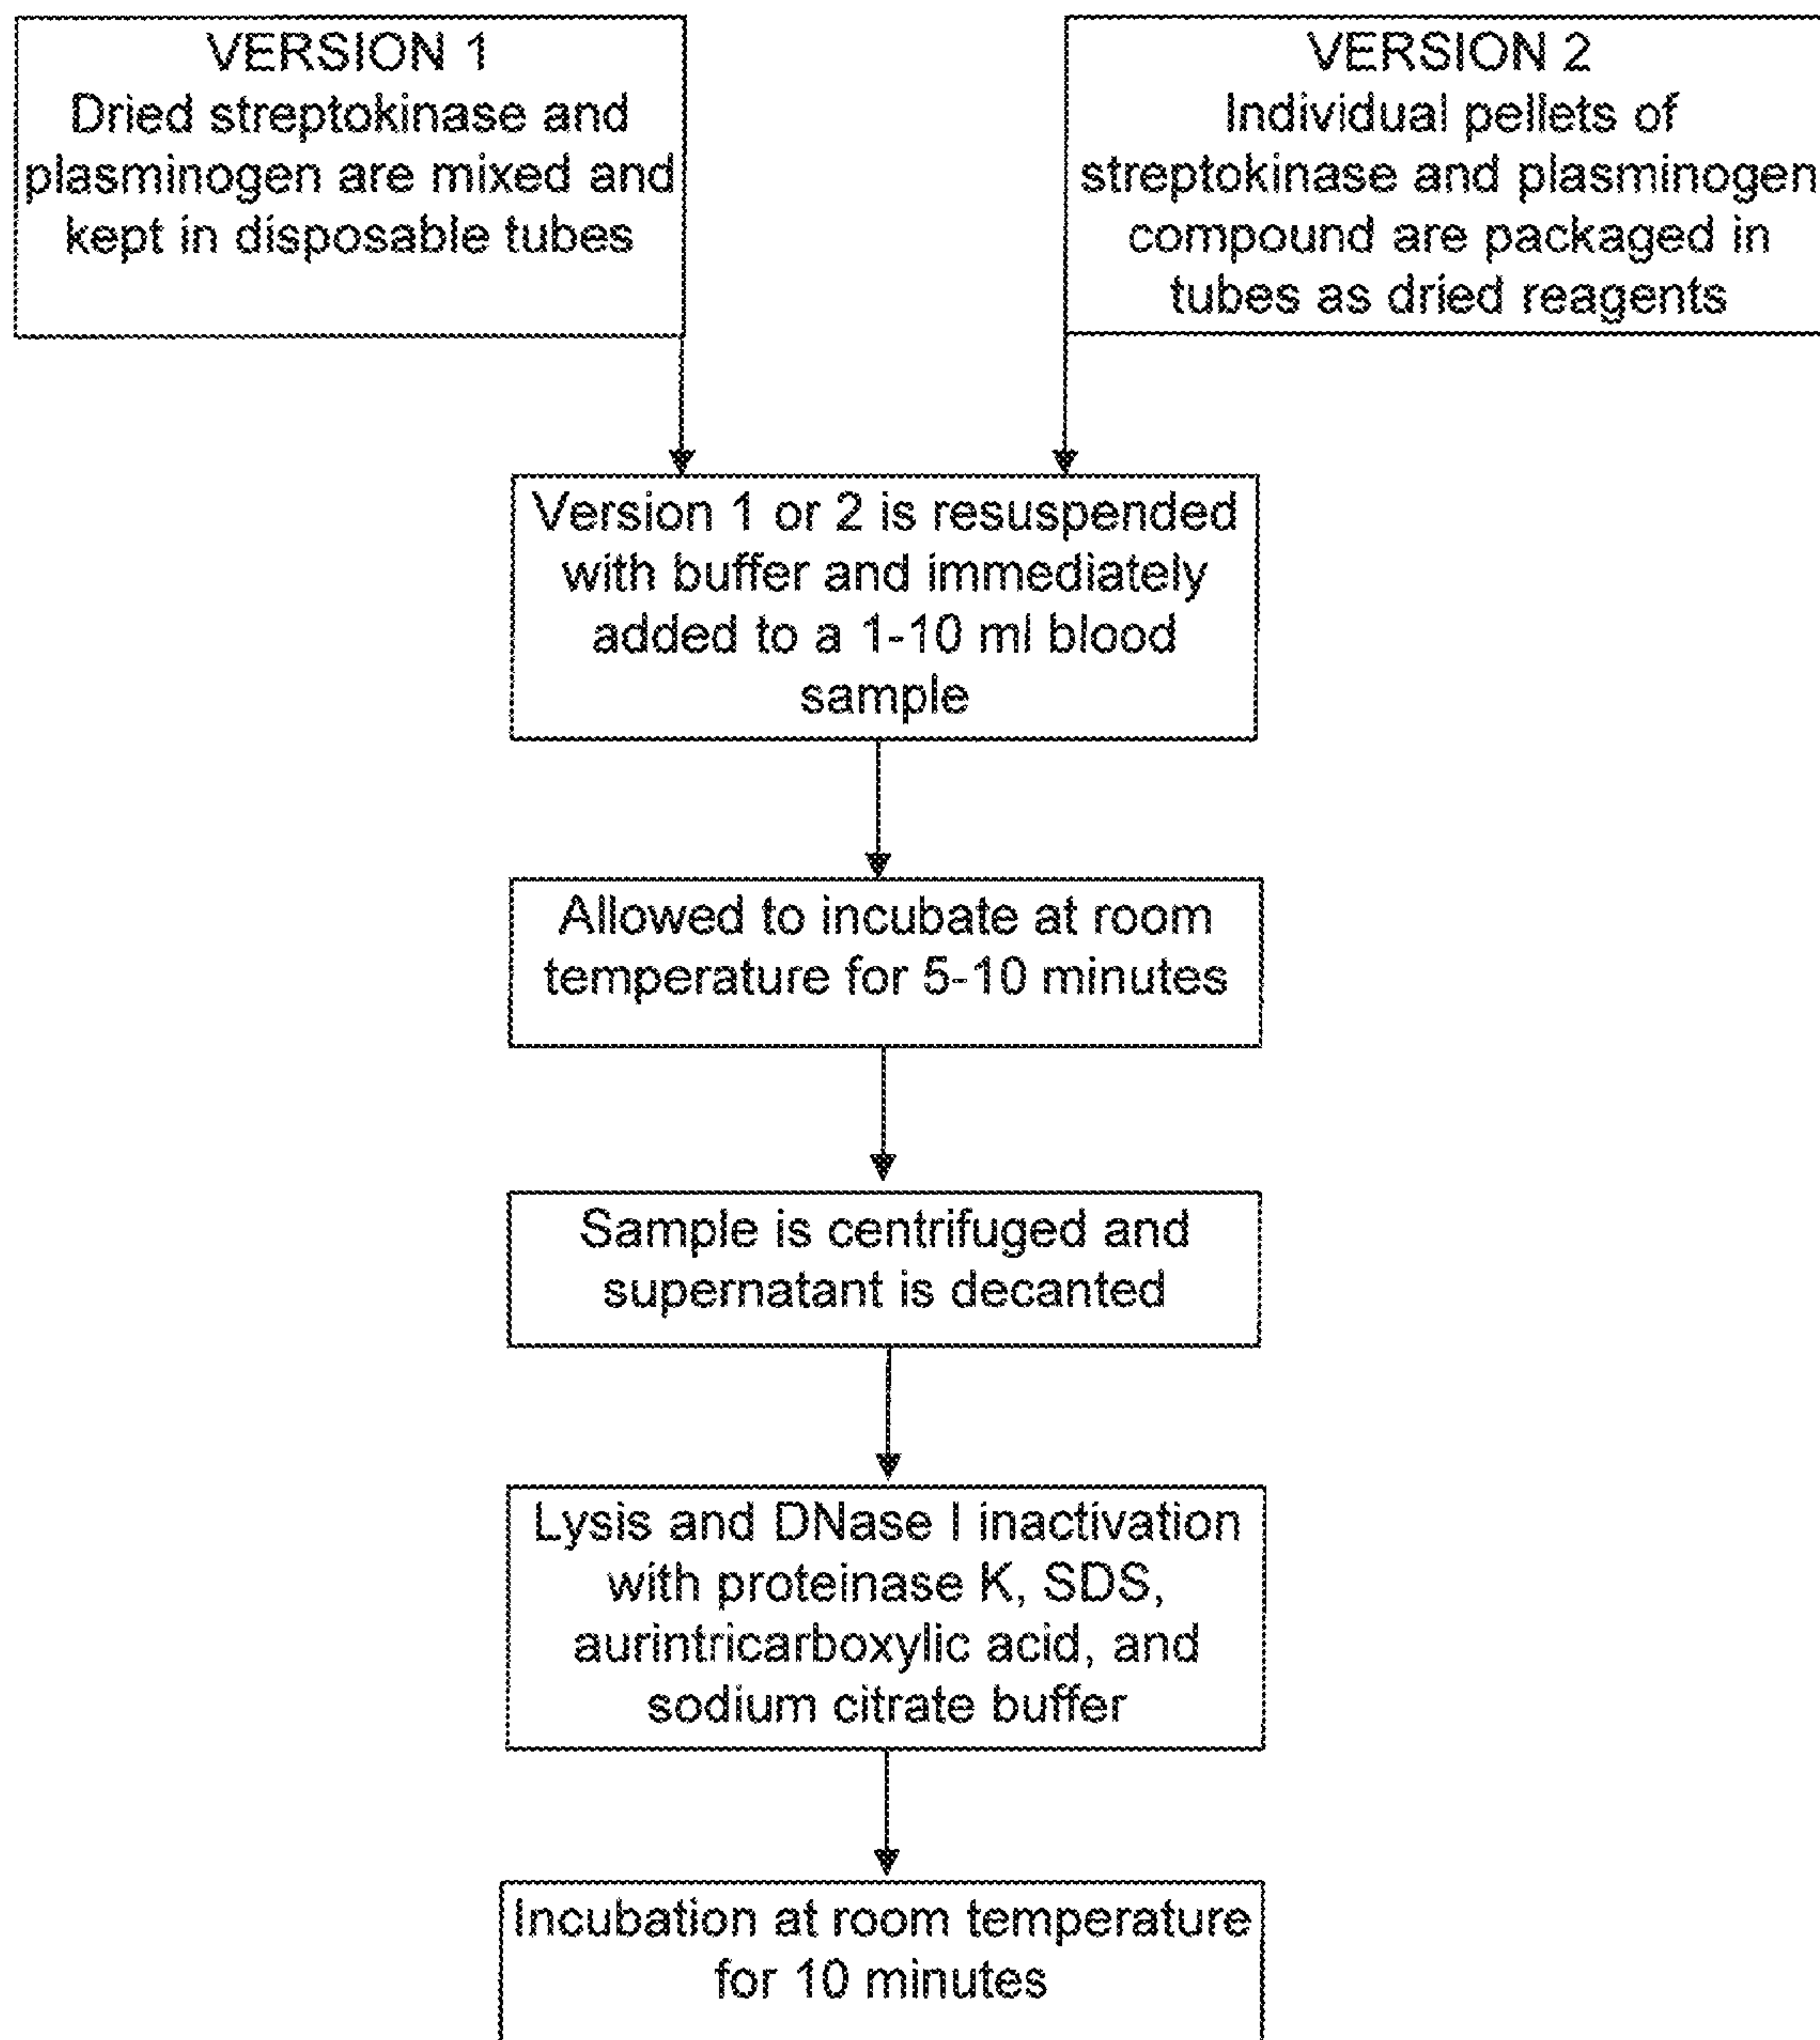 VERSION 1
Dried streptokinase and
plasminogen are mixed and
kept in disposable tubes
VERSION 2
Individual pellets of
streptokinase and plasminogen
compound are packaged in
tubes as dried reagents
Version 1 or 2 is resuspended
with buffer and immediately
added to a 1-10 ml blood
sample
Allowed to incubate at room
temperature for 5-10 minutes
Sample is centrifuged and
supernatant is decanted
Lysis and DNase I inactivation
with proteinase K, SDS,
aurintricarboxylic acid, and
sodium citrate buffer
Incubation at room temperature
for 10 minutes